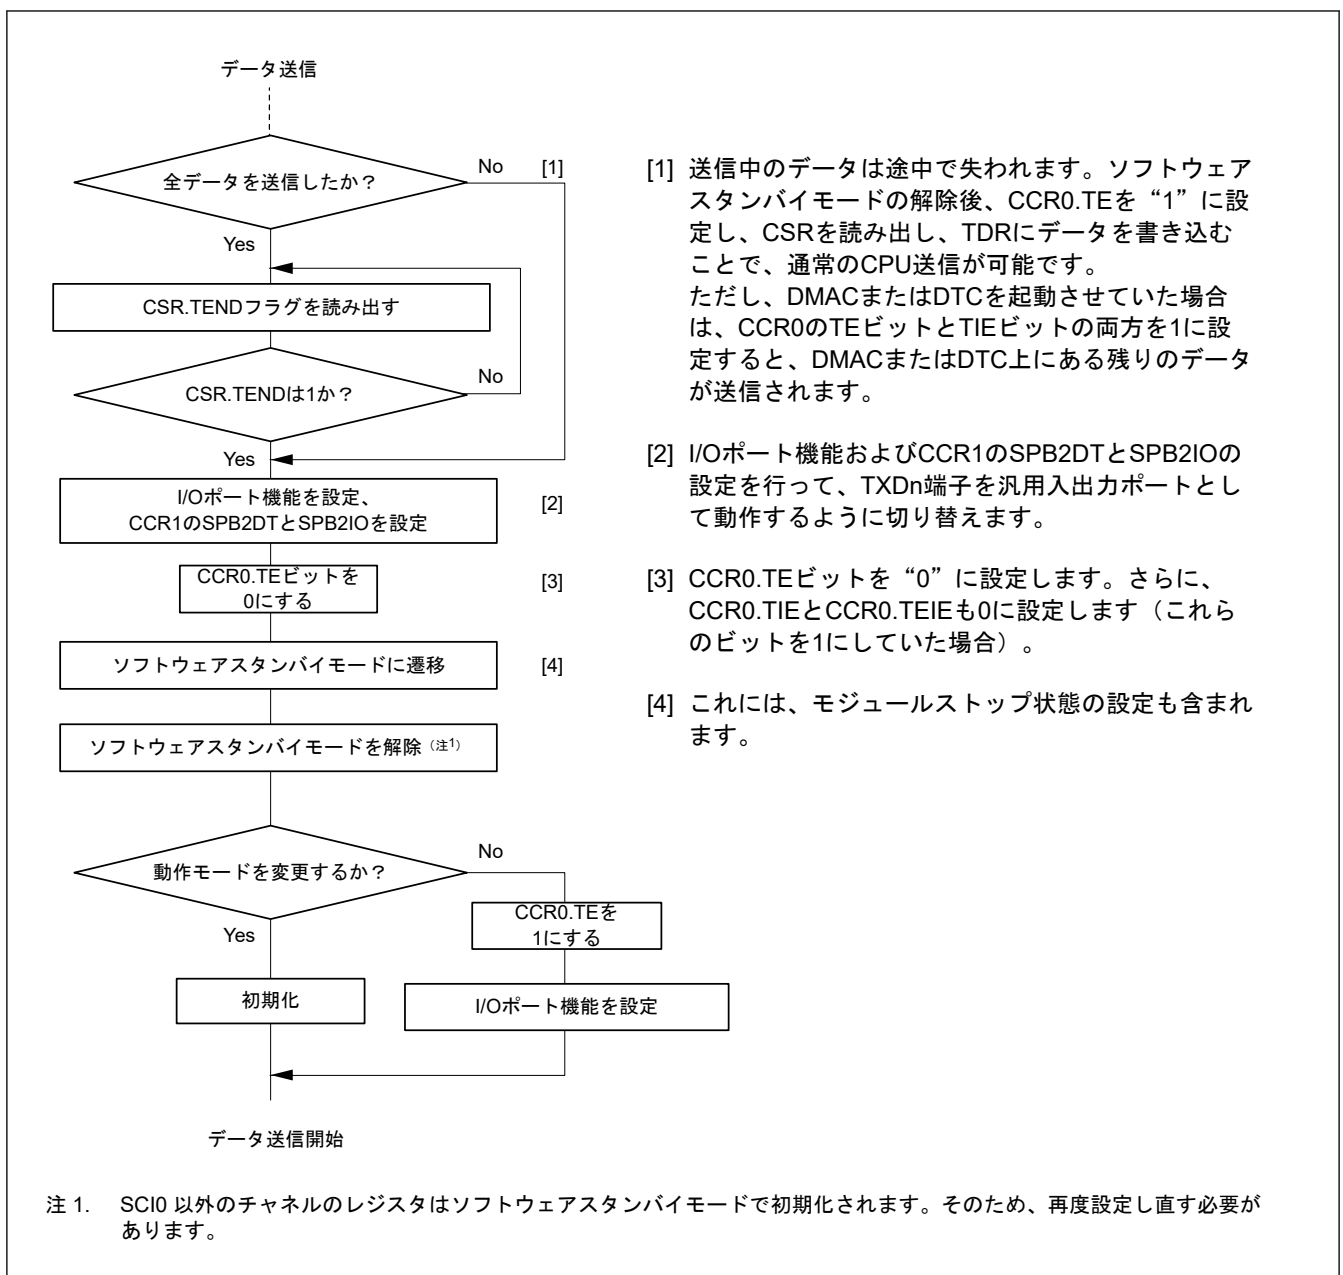 データ送信
全データを送信したか？
No
[1]
Yes
CSR.TENDフラグを読み出す
CSR.TENDは1か？
No
Yes
I/Oポート機能を設定、
CCR1のSPB2DTとSPB2IOを設定
[2]
CCR0.TEビットを
0にする
[3]
ソフトウェアスタンバイモードに遷移
[4]
ソフトウェアスタンバイモードを解除（注1）
動作モードを変更するか？
No
Yes
CCR0.TEを
1にする
初期化
I/Oポート機能を設定
データ送信開始
[1] 送信中のデータは途中で失われます。ソフトウェア
スタンバイモードの解除後、CCR0.TEを“1”に設
定し、CSRを読み出し、TDRにデータを書き込む
ことで、通常のCPU送信が可能です。
ただし、DMACまたはDTCを起動させていた場合
は、CCR0のTEビットとTIEビットの両方を1に設
定すると、DMACまたはDTC上にある残りのデータ
が送信されます。
[2] I/Oポート機能およびCCR1のSPB2DTとSPB2IOの
設定を行って、TXDn端子を汎用入出力ポートとし
て動作するように切り替えます。
[3] CCR0.TEビットを“0”に設定します。さらに、
CCR0.TIEとCCR0.TEIEも0に設定します（これら
のビットを1にしていた場合）。
[4] これには、モジュールストップ状態の設定も含まれ
ます。
注 1. SCI0 以外のチャネルのレジスタはソフトウェアスタンバイモードで初期化されます。そのため、再度設定し直す必要が
あります。